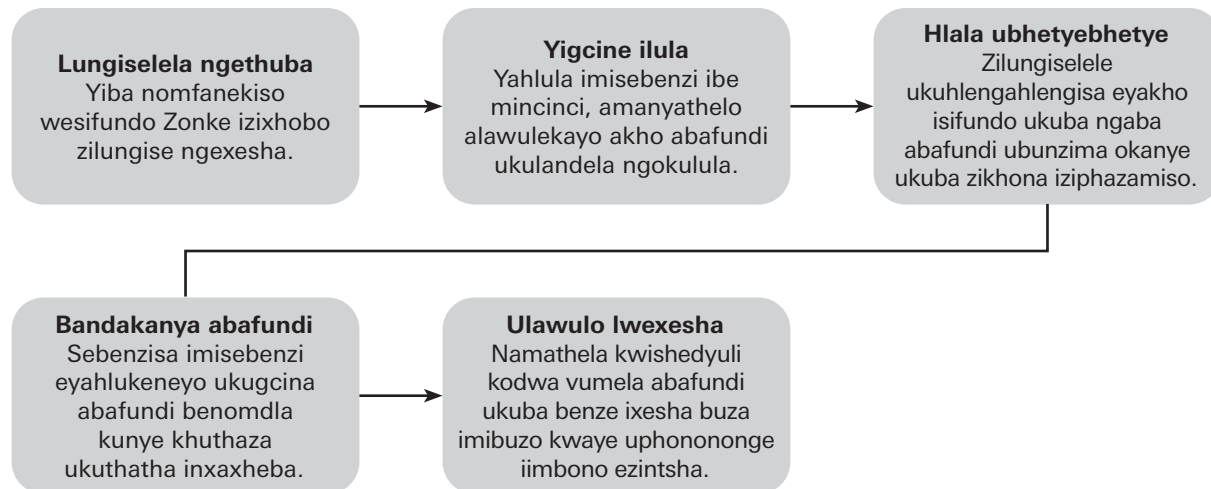 Lungiselela ngethuba
Yiba nomfanekiso
wesifundo Zonke izixhobo
zilungise ngexesha.
Yigcine ilula
Yahlula imisebenzi ibe
mincinci, amanyathelo
alawulekayo akho abafundi
ukulandela ngokulula.
Hlala ubhetyebhetye
Zilungiselele
ukuhlengahlengisa eyakho
isifundo ukuba ngaba
abafundi ubunzima okanye
ukuba zikhona iziphazamiso.
Bandakanya abafundi
Sebenzisa imisebenzi
eyahlukeneyo ukugcina
abafundi benomdla
kunye khuthaza
ukuthatha inxaxheba.
Ulawulo lwexesha
Namathela kwishedyuli
kodwa vumela abafundi
ukuba benze ixesha buza
imibuzo kwaye uphonononge
iimbono ezintsha.